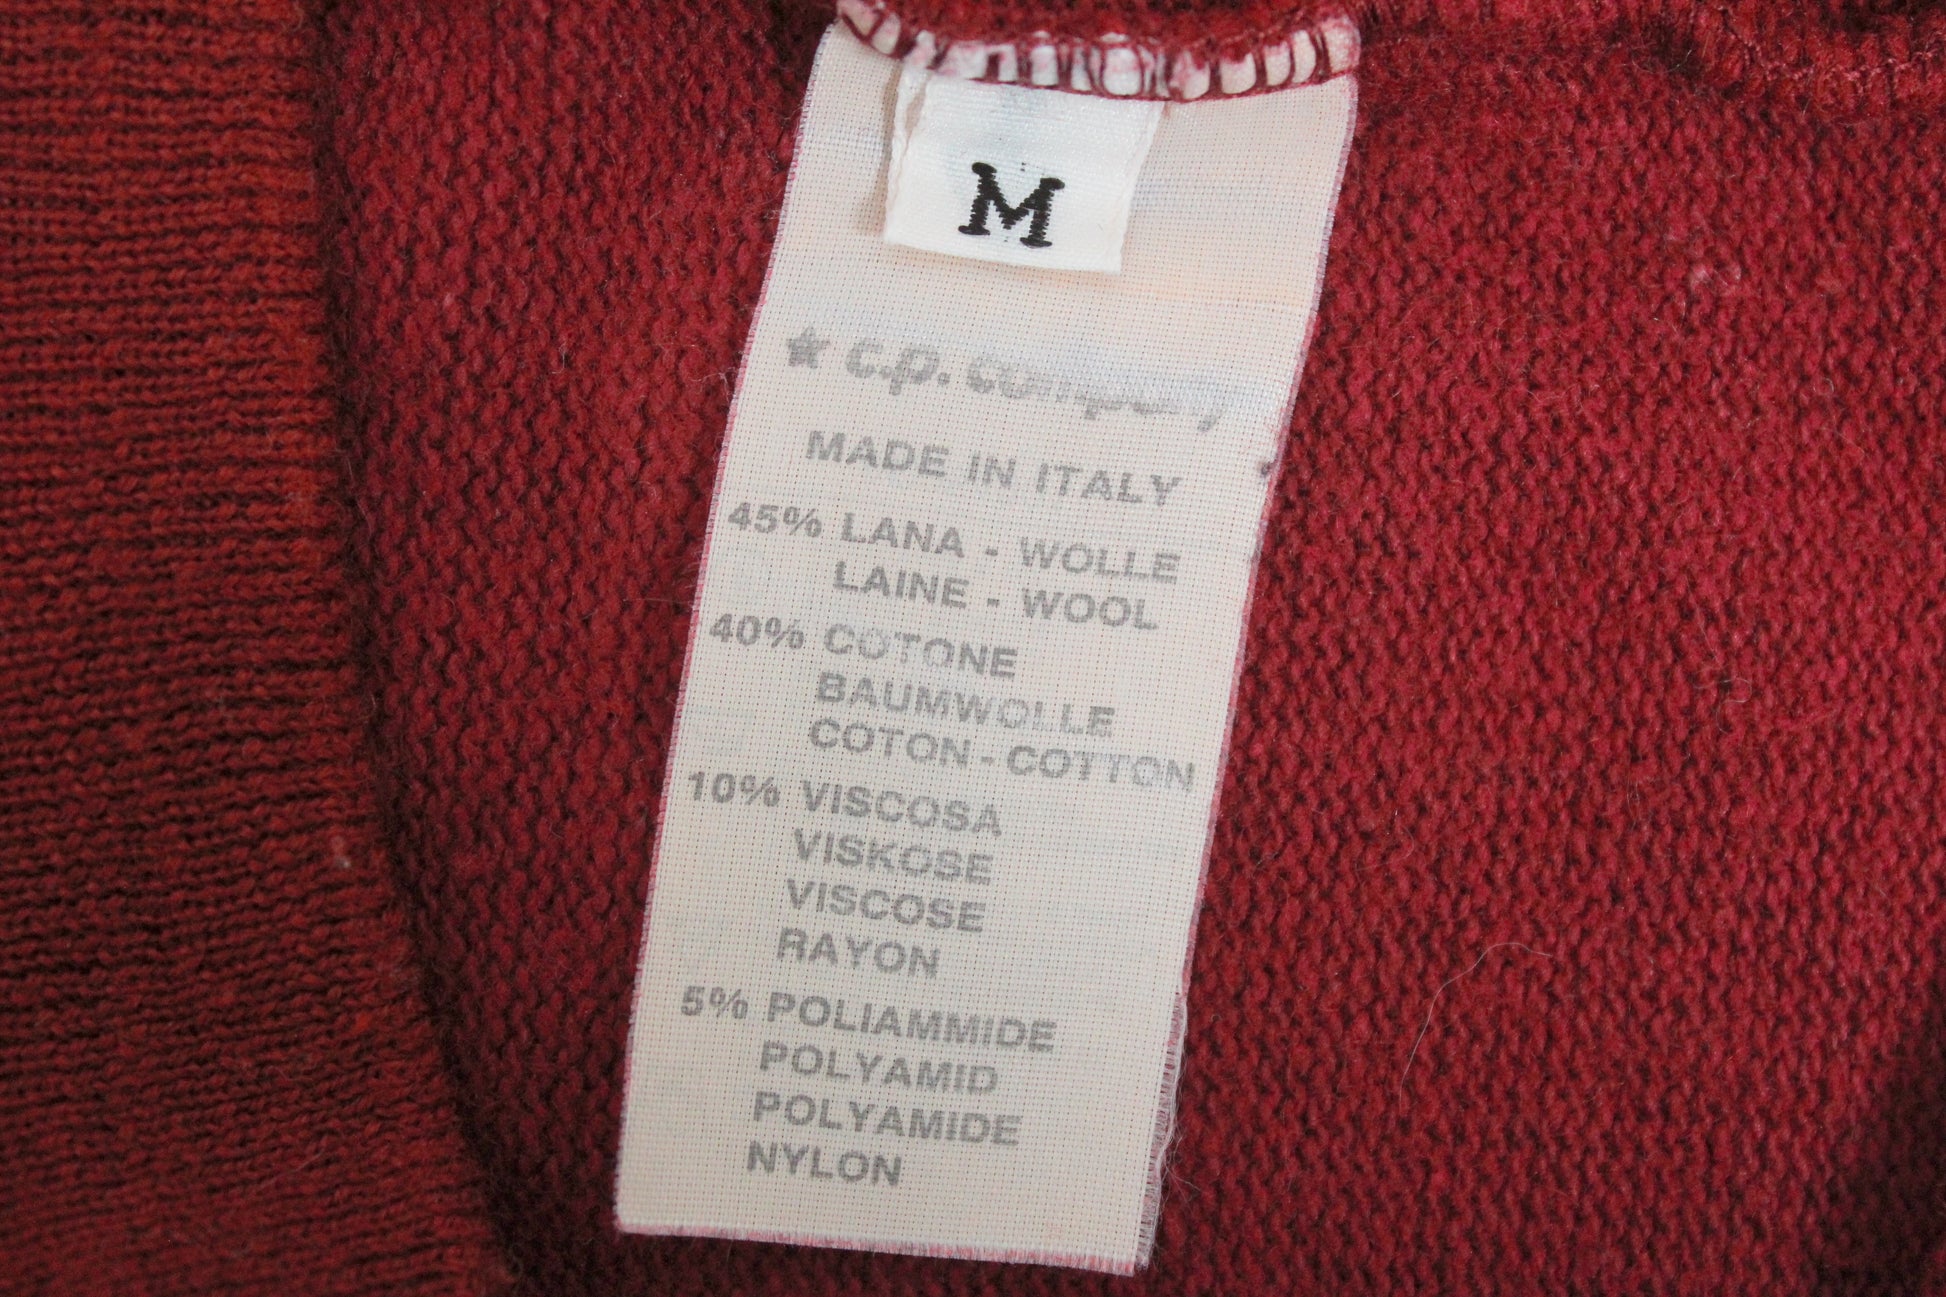 M
★ c.p. company
MADE IN ITALY
45% LANA - WOLLE
LAINE - WOOL
40% COTONE
BAUMWOLLE
COTON - COTTON
10% VISCOSA
VISKOSE
VISCOSE
RAYON
5% POLIAMMIDE
POLYAMID
POLYAMIDE
NYLON